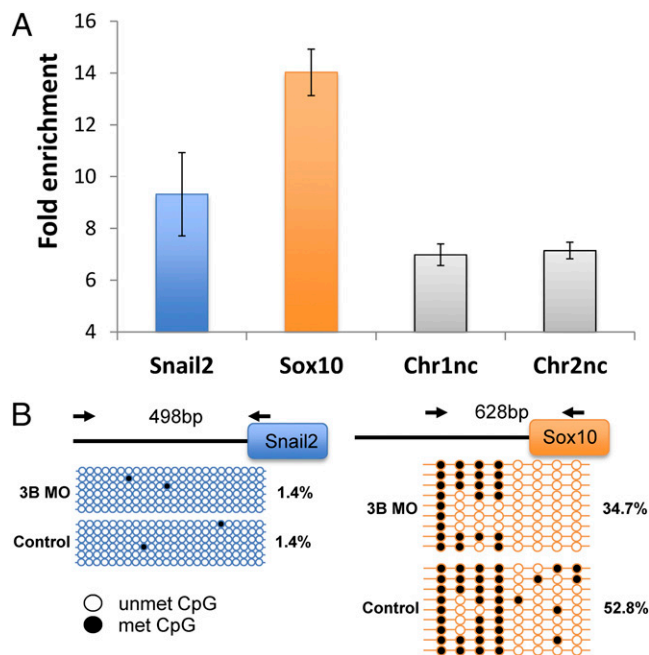 A
Fold enrichment
16
14
12
10
8
6
4
Snail2 Sox10 Chr1nc Chr2nc
B
498bp
Snail2
3B MO
1.4%
Control
1.4%
unmet CpG
met CpG
628bp
Sox10
3B MO
34.7%
Control
52.8%